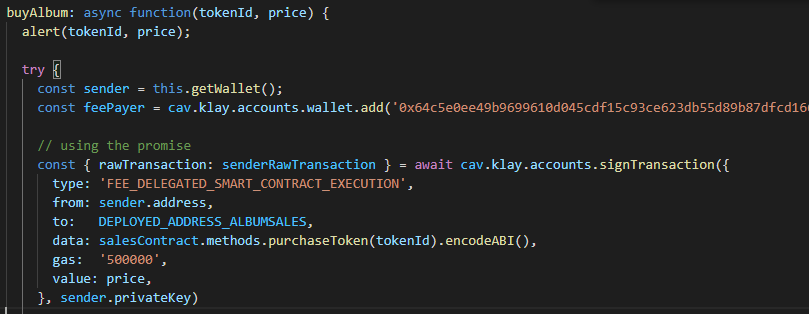 buyAlbum: async function(tokenId, price) {
alert(tokenId, price);
try {
const sender = this.getWallet();
const feePayer = cav.klay.accounts.wallet.add('0x64c5e0ee49b9699610d045cdf15c93ce623db55d89b87dfcd16
// using the promise
const { rawTransaction: senderRawTransaction } = await cav.klay.accounts.signTransaction({
type: 'FEE_DELEGATED_SMART_CONTRACT_EXECUTION',
from: sender.address,
to: DEPLOYED_ADDRESS_ALBUMSALES,
data: salesContract.methods.purchaseToken(tokenId).encodeABI(),
gas: '500000',
value: price,
}, sender.privateKey)